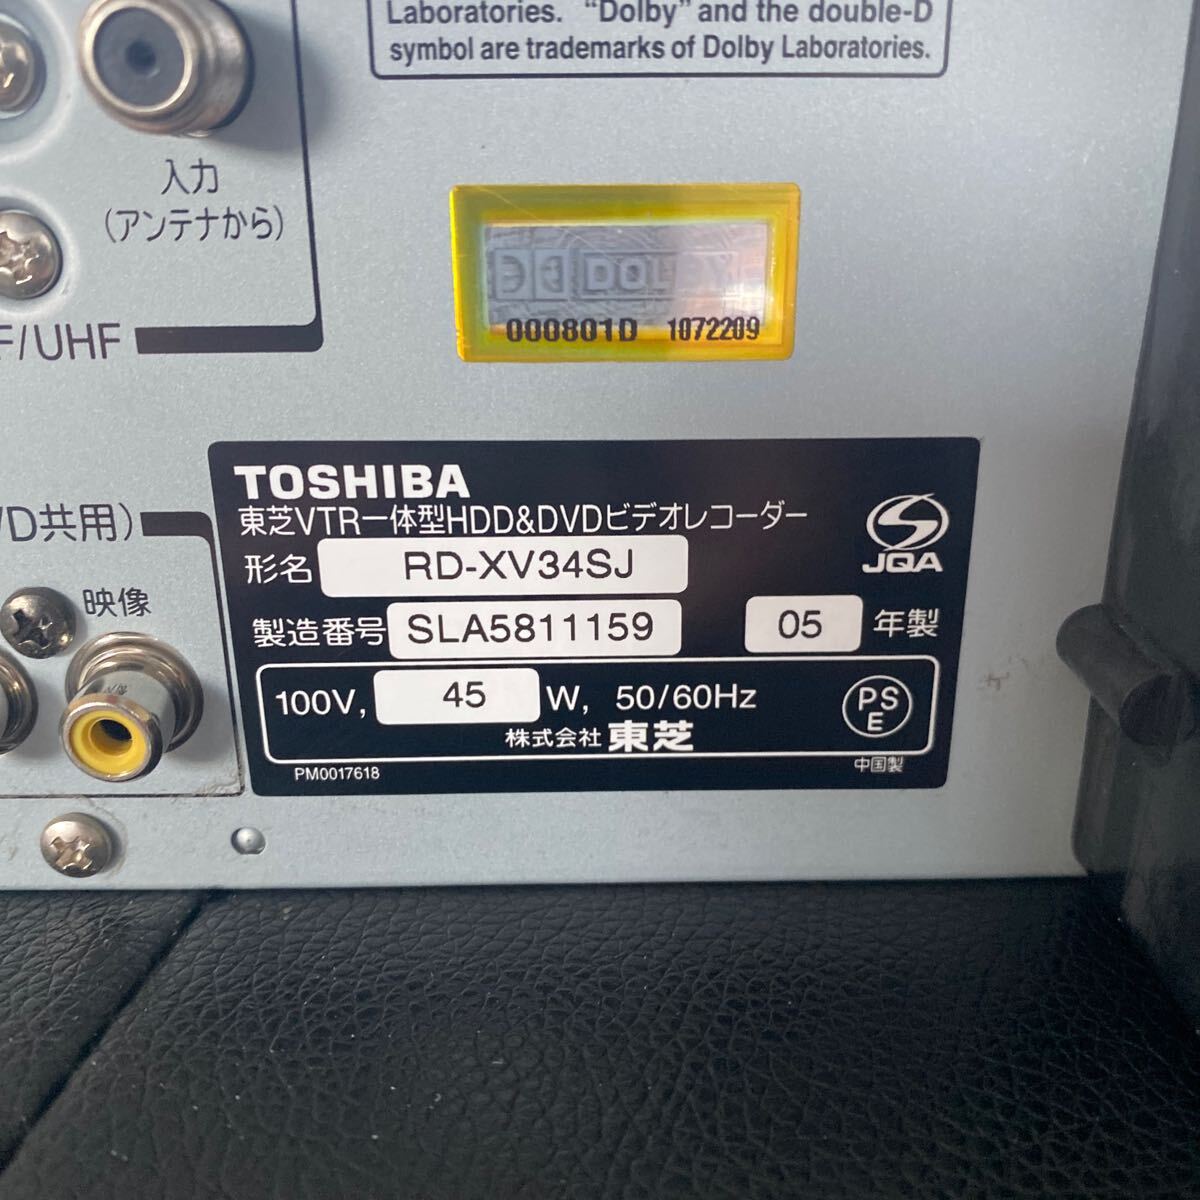 Laboratories. "Dolby" and the double-D
symbol are trademarks of Dolby Laboratories.
入力
(アンテナから)
F/UHF
DOLBY
000801D 1072209
TOSHIBA
東芝VTR一体型HDD&DVDビデオレコーダー
形名 RD-XV34SJ
JQA
製造番号 SLA5811159 05 年製
100V, 45 W, 50/60Hz
PS
E
株式会社 東芝
PM0017618
中国製
VD共用)
映像